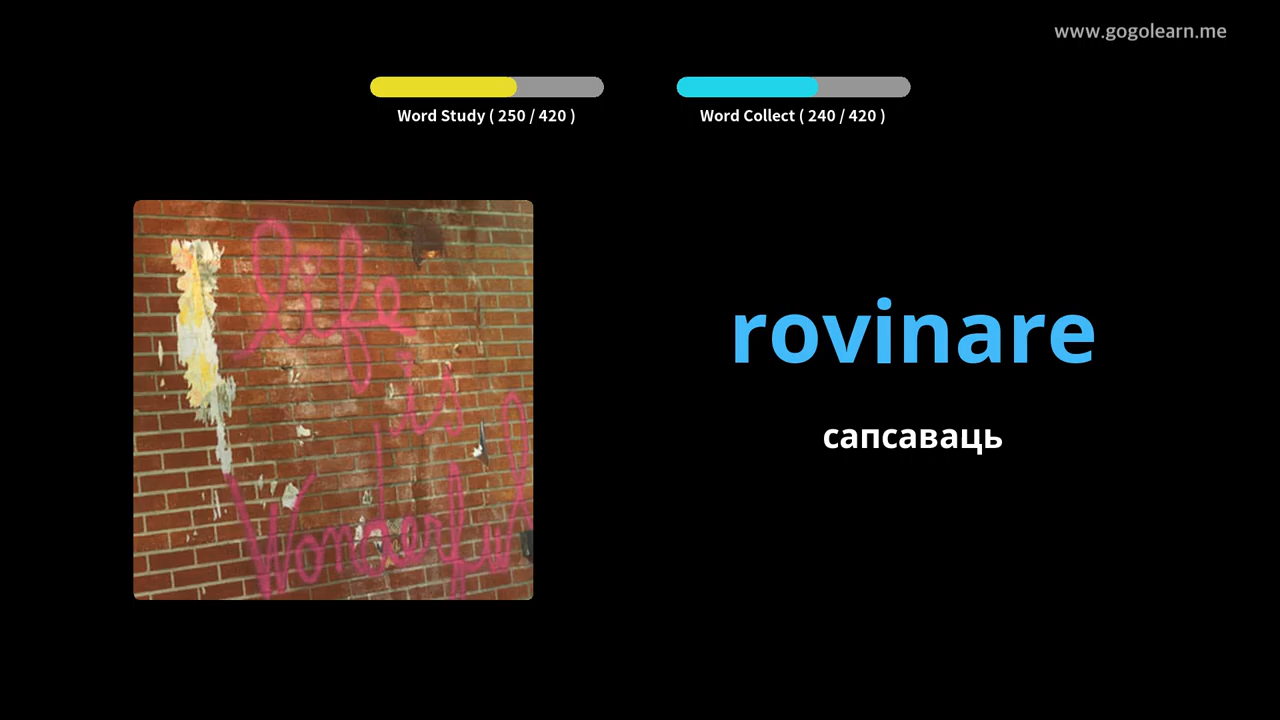 www.gogolearn.me
Word Study ( 250 / 420 )
Word Collect ( 240 / 420 )
life
is
Wonderful
rovinare
сапсаваць